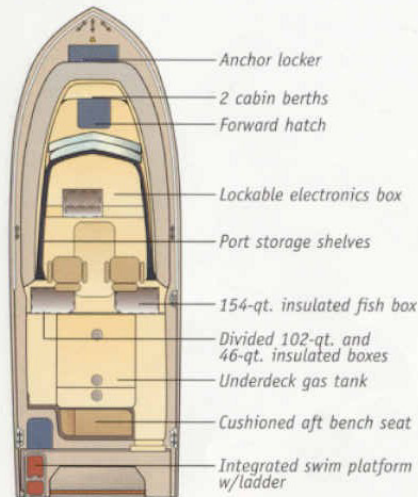 Anchor locker
2 cabin berths
Forward hatch
Lockable electronics box
Port storage shelves
154-qt. insulated fish box
Divided 102-qt. and
46-qt. insulated boxes
Underdeck gas tank
Cushioned aft bench seat
Integrated swim platform
w/ladder